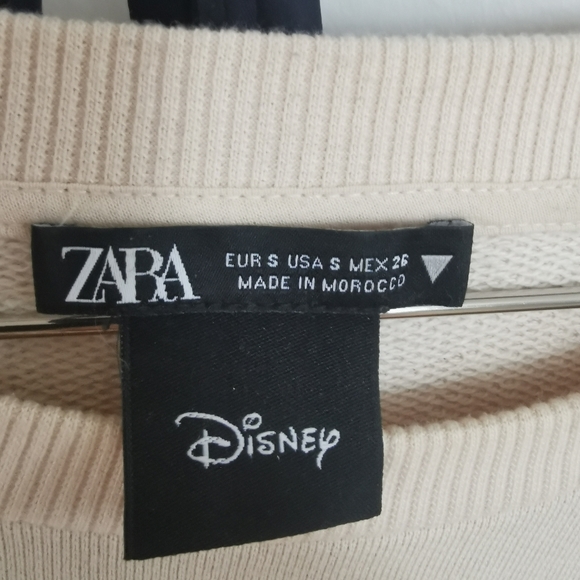 ZARA
EUR S USA S MEX 26
MADE IN MOROCCO
Disney